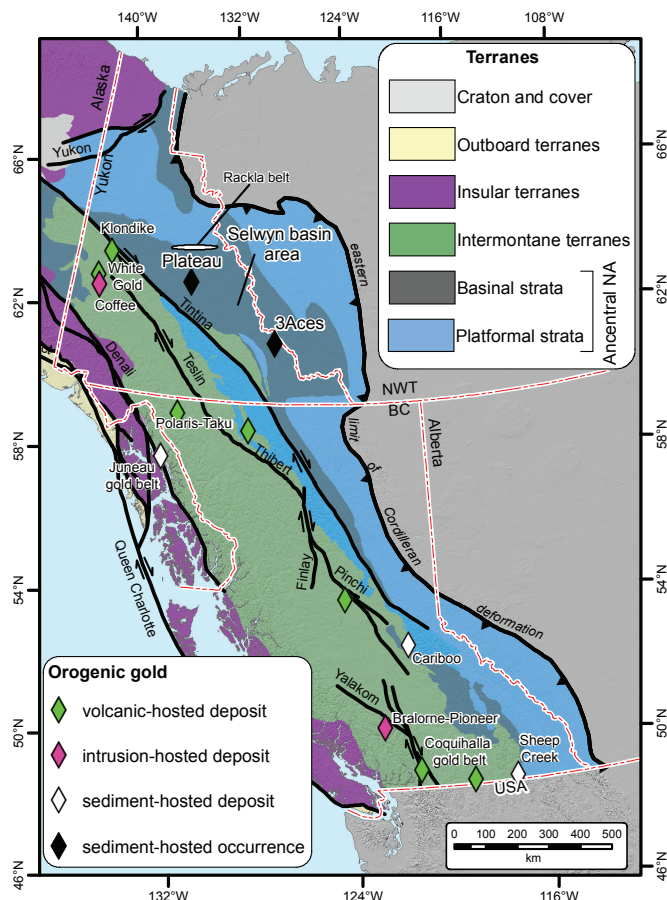 140°W
132°W
124°W
116°W
108°W
Terranes
Craton and cover
Outboard terranes
Insular terranes
Intermontane terranes
Basinal strata
Platformal strata
Ancentral NA
66°N
62°N
58°N
54°N
50°N
46°N
66°N
62°N
58°N
54°N
50°N
46°N
Alaska
Yukon
Yukon
Rackla belt
Klondike
White
Gold
Coffee
Plateau
Selwyn basin
area
3Aces
Tintina
Teslin
Denali
eastern
limit
of
Cordilleran
deformation
NWT
BC
Alberta
Polaris-Taku
Thibert
Juneau
gold belt
Queen Charlotte
Finlay
Pinchi
Cariboo
Yalakom
Bralorne-Pioneer
Coquihalla
gold belt
Sheep
Creek
USA
Orogenic gold
volcanic-hosted deposit
intrusion-hosted deposit
sediment-hosted deposit
sediment-hosted occurrence
0 100 200 300 400 500
km
132°W
124°W
116°W